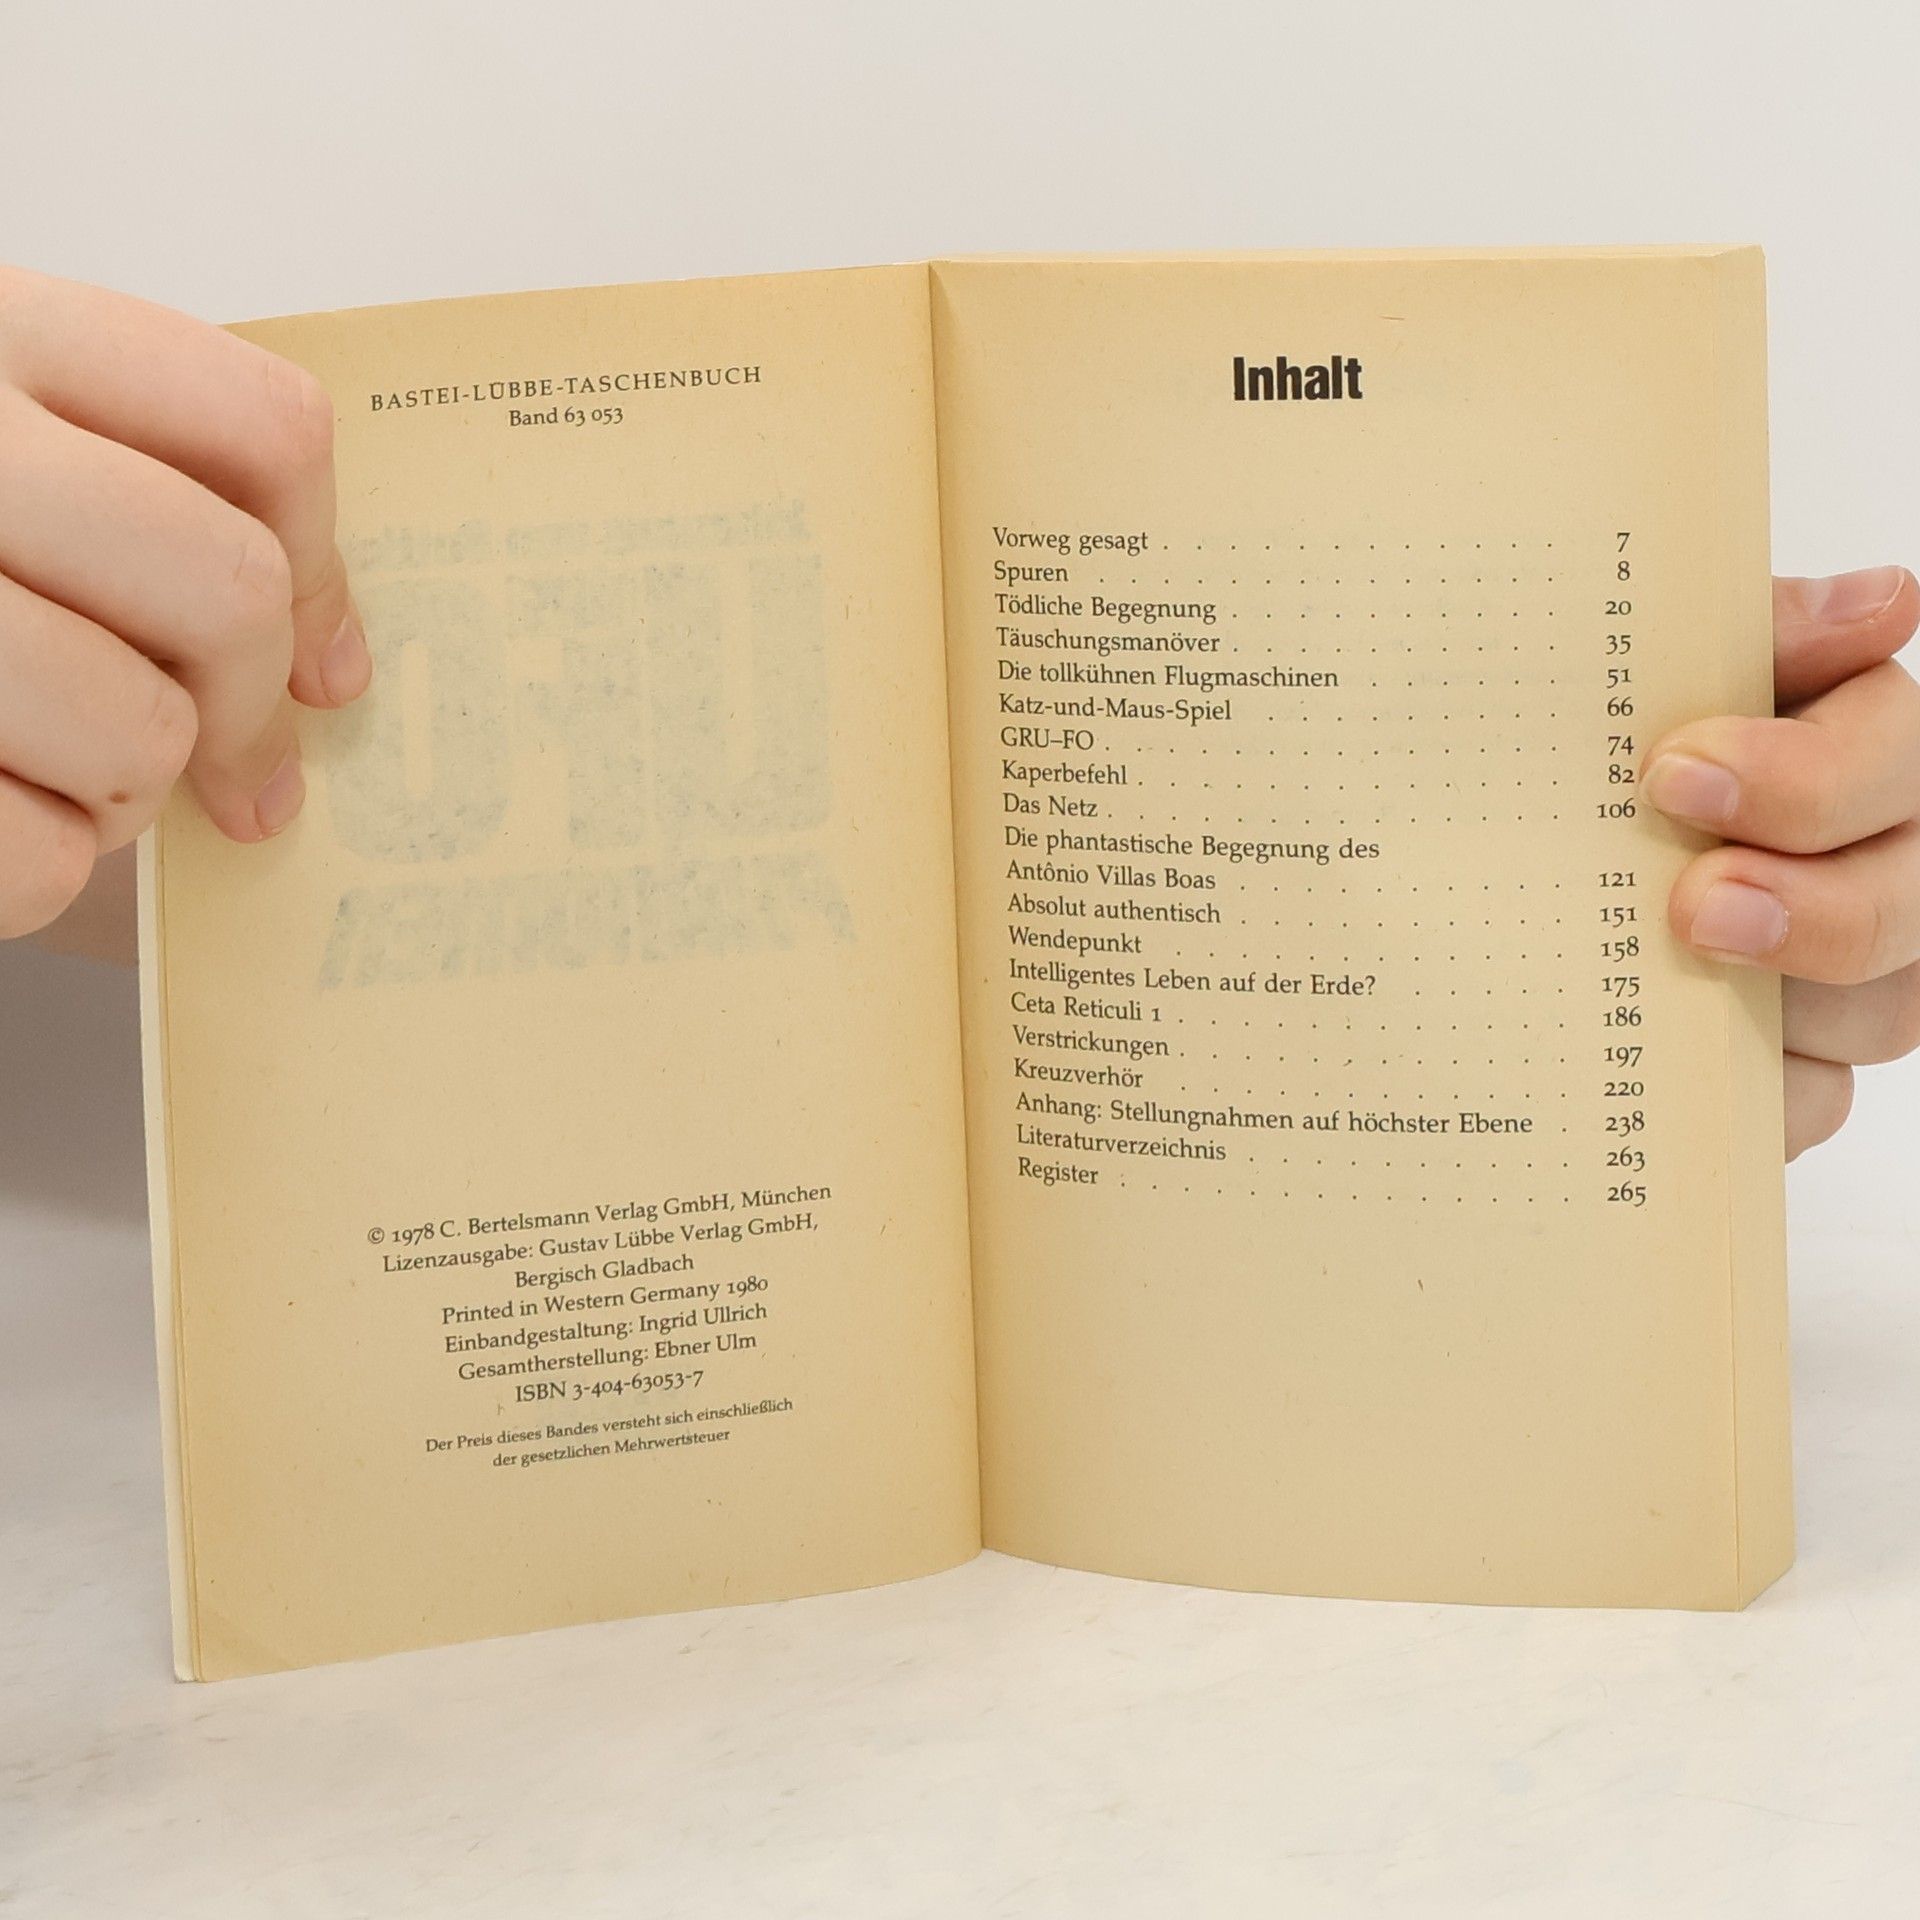 BASTEI-LÜBBE-TASCHENBUCH
Band 63 053
© 1978 C. Bertelsmann Verlag GmbH, München
Lizenzausgabe: Gustav Lübbe Verlag GmbH,
Bergisch Gladbach
Printed in Western Germany 1980
Einbandgestaltung: Ingrid Ullrich
Gesamtherstellung: Ebner Ulm
ISBN 3-404-63053-7
Der Preis dieses Bandes versteht sich einschließlich
der gesetzlichen Mehrwertsteuer
Inhalt
Vorweg gesagt . . . . . . . . . . . . 7
Spuren . . . . . . . . . . . . . . 8
Tödliche Begegnung . . . . . . . . . . 20
Täuschungsmanöver . . . . . . . . . . 35
Die tollkühnen Flugmaschinen . . . . . . 51
Katz-und-Maus-Spiel . . . . . . . . . 66
GRU–FO . . . . . . . . . . . . . . 74
Kaperbefehl . . . . . . . . . . . . . 82
Das Netz . . . . . . . . . . . . . . 106
Die phantastische Begegnung des
Antônio Villas Boas . . . . . . . . . . 121
Absolut authentisch . . . . . . . . . . 151
Wendepunkt . . . . . . . . . . . . 158
Intelligentes Leben auf der Erde? . . . . . 175
Ceta Reticuli 1 . . . . . . . . . . . . 186
Verstrickungen . . . . . . . . . . . . 197
Kreuzverhör . . . . . . . . . . . . 220
Anhang: Stellungnahmen auf höchster Ebene . 238
Literaturverzeichnis . . . . . . . . . . 263
Register . . . . . . . . . . . . . . 265